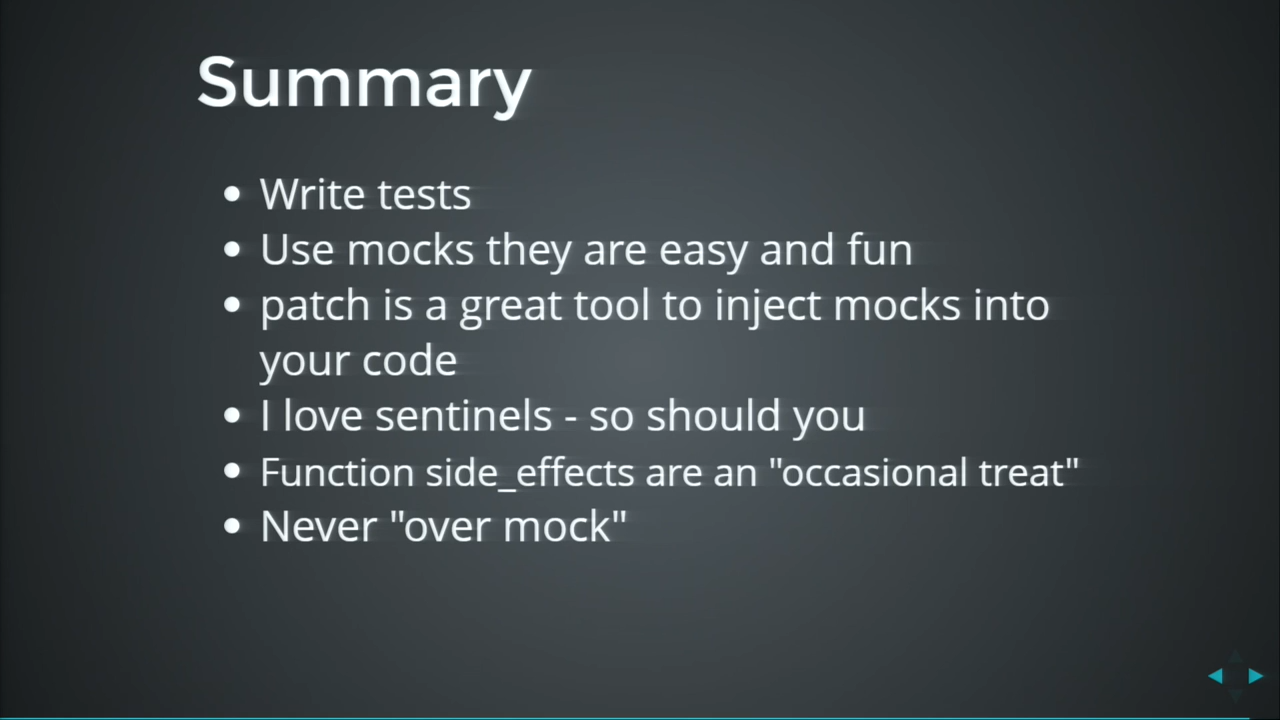 Summary
Write tests
Use mocks they are easy and fun
patch is a great tool to inject mocks into
your code
I love sentinels - so should you
Function side_effects are an "occasional treat"
Never "over mock"